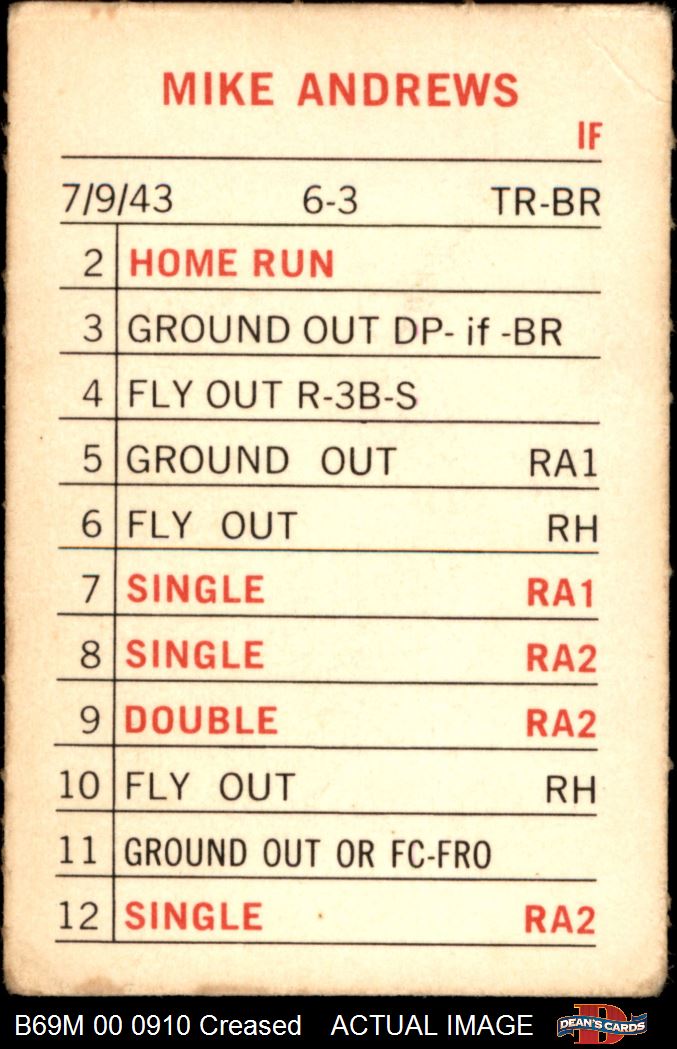 MIKE ANDREWS
IF
7/9/43 6-3 TR-BR
2 HOME RUN
3 GROUND OUT DP- if -BR
4 FLY OUT R-3B-S
5 GROUND OUT RA1
6 FLY OUT RH
7 SINGLE RA1
8 SINGLE RA2
9 DOUBLE RA2
10 FLY OUT RH
11 GROUND OUT OR FC-FRO
12 SINGLE RA2
B69M 00 0910 Creased ACTUAL IMAGE D DEAN'S CARDS